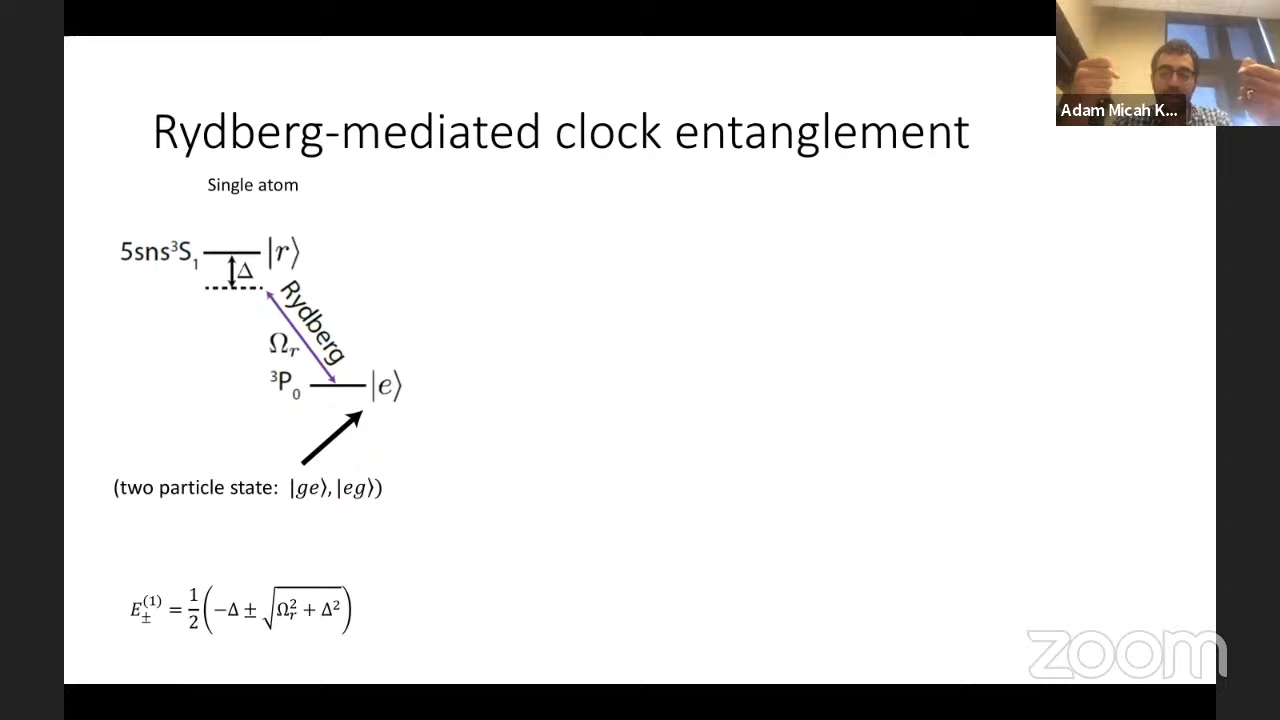 Adam Micah K...
Rydberg-mediated clock entanglement
Single atom
5sns³S₁ |r⟩
Δ
Rydberg
Ωᵣ
³P₀ |e⟩
(two particle state: |ge⟩, |eg⟩)
E±⁽¹⁾ = 1/2 (−Δ ± √(Ωᵣ² + Δ²))
zoom